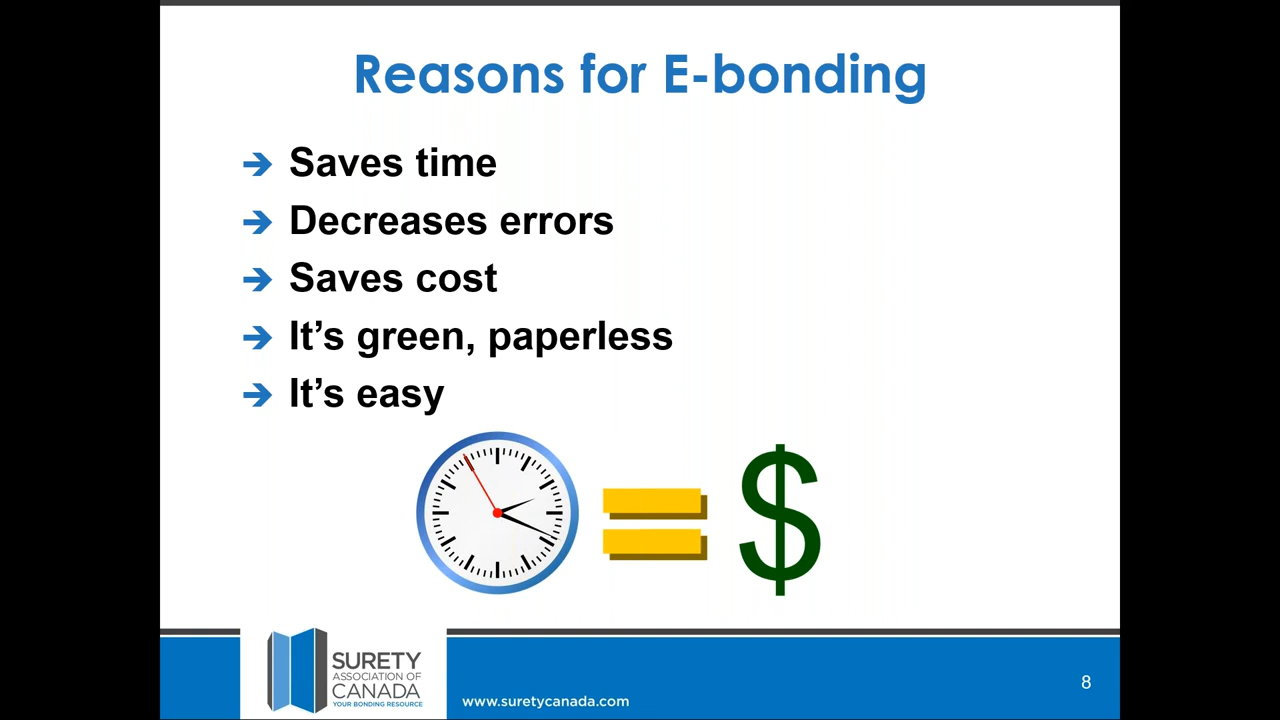 Reasons for E-bonding
➔ Saves time
➔ Decreases errors
➔ Saves cost
➔ It’s green, paperless
➔ It’s easy
= $
SURETY
ASSOCIATION OF
CANADA
YOUR BONDING RESOURCE
www.suretycanada.com
8